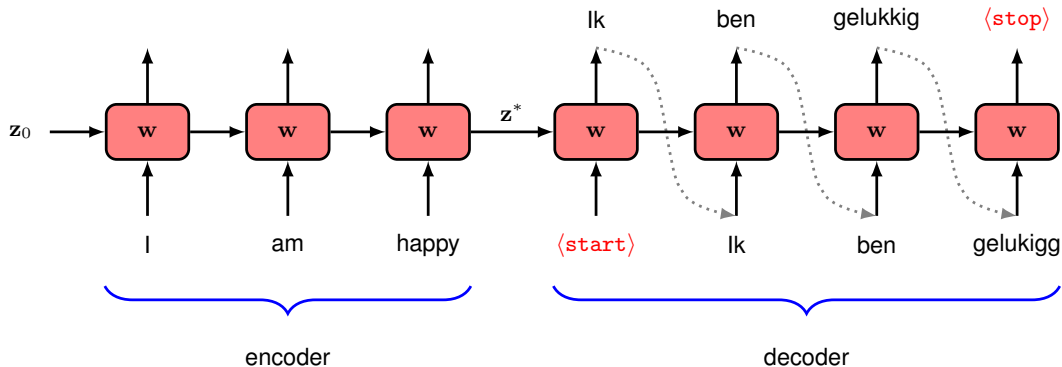 Ik ben gelukkig ⟨stop⟩
z₀ w w w z* w w w w
I am happy ⟨start⟩ Ik ben gelukigg
encoder decoder